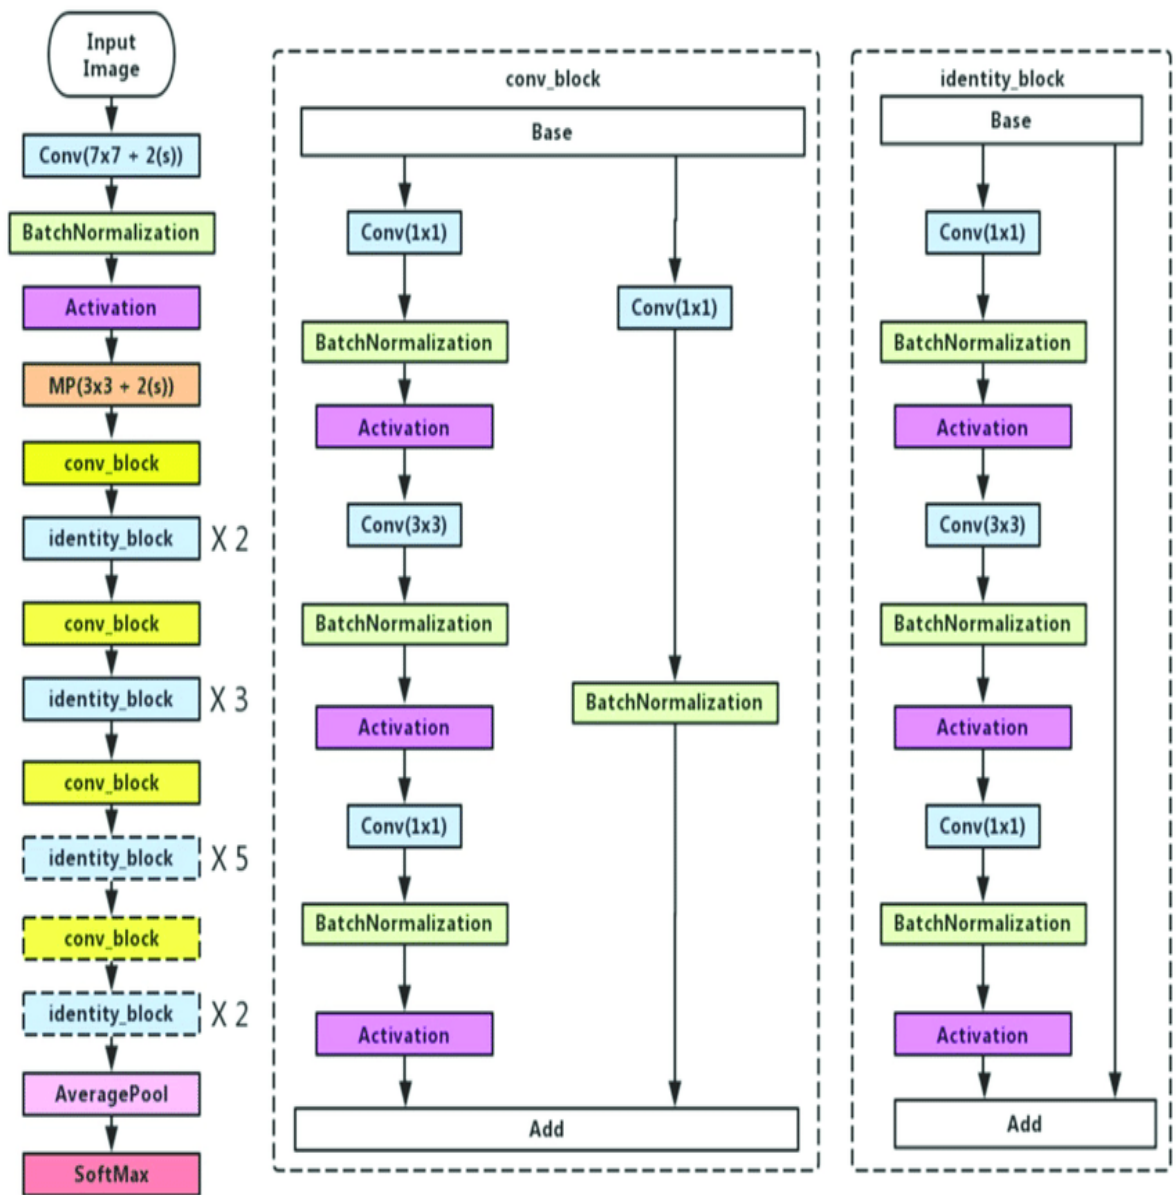 Input
Image
Conv(7x7 + 2(s))
BatchNormalization
Activation
MP(3x3 + 2(s))
conv_block
identity_block X 2
conv_block
identity_block X 3
conv_block
identity_block X 5
conv_block
identity_block X 2
AveragePool
SoftMax
conv_block
Base
Conv(1x1)
BatchNormalization
Activation
Conv(3x3)
BatchNormalization
Activation
Conv(1x1)
BatchNormalization
Activation
Conv(1x1)
BatchNormalization
Add
identity_block
Base
Conv(1x1)
BatchNormalization
Activation
Conv(3x3)
BatchNormalization
Activation
Conv(1x1)
BatchNormalization
Activation
Add